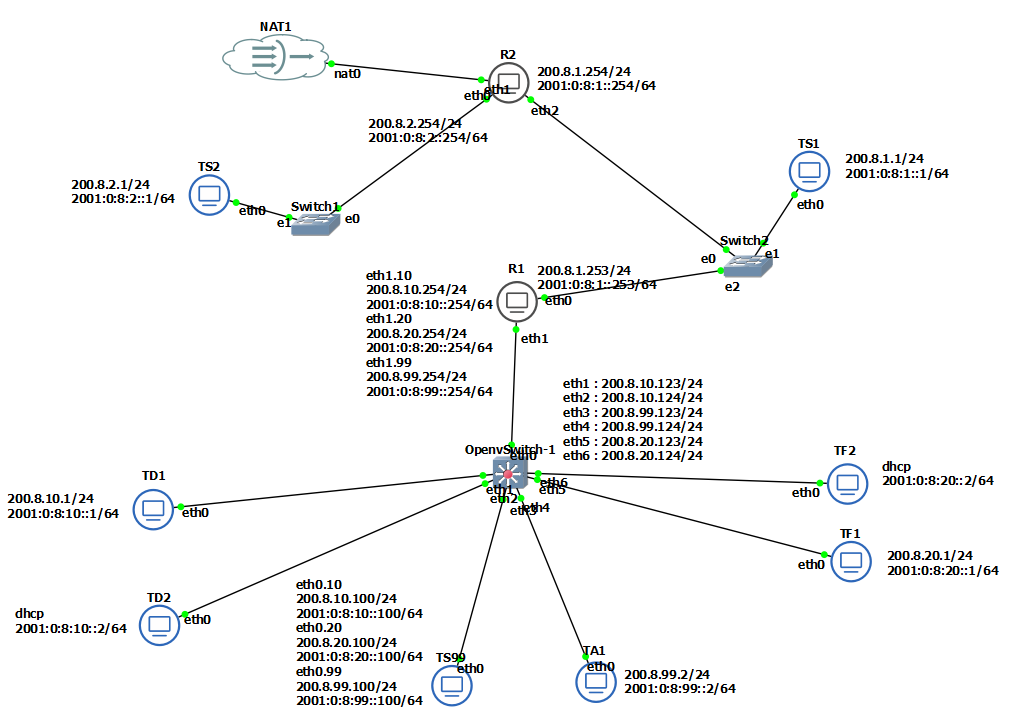 NAT1
nat0
R2
200.8.1.254/24
2001:0:8:1::254/64
eth1
eth0
eth2
200.8.2.254/24
2001:0:8:2::254/64
TS1
200.8.1.1/24
2001:0:8:1::1/64
eth0
TS2
200.8.2.1/24
2001:0:8:2::1/64
eth0
Switch1
e1
e0
Switch2
e1
e0
e2
R1
200.8.1.253/24
2001:0:8:1::253/64
eth0
eth1
eth1.10
200.8.10.254/24
2001:0:8:10::254/64
eth1.20
200.8.20.254/24
2001:0:8:20::254/64
eth1.99
200.8.99.254/24
2001:0:8:99::254/64
eth1 : 200.8.10.123/24
eth2 : 200.8.10.124/24
eth3 : 200.8.99.123/24
eth4 : 200.8.99.124/24
eth5 : 200.8.20.123/24
eth6 : 200.8.20.124/24
OpenvSwitch-1
eth0
eth6
eth5
eth1
eth2
eth4
eth3
TF2
dhcp
2001:0:8:20::2/64
eth0
TD1
200.8.10.1/24
2001:0:8:10::1/64
eth0
TF1
200.8.20.1/24
2001:0:8:20::1/64
eth0
TD2
dhcp
2001:0:8:10::2/64
eth0
eth0.10
200.8.10.100/24
2001:0:8:10::100/64
eth0.20
200.8.20.100/24
2001:0:8:20::100/64
eth0.99
200.8.99.100/24
2001:0:8:99::100/64
TS99
eth0
TA1
eth0
200.8.99.2/24
2001:0:8:99::2/64